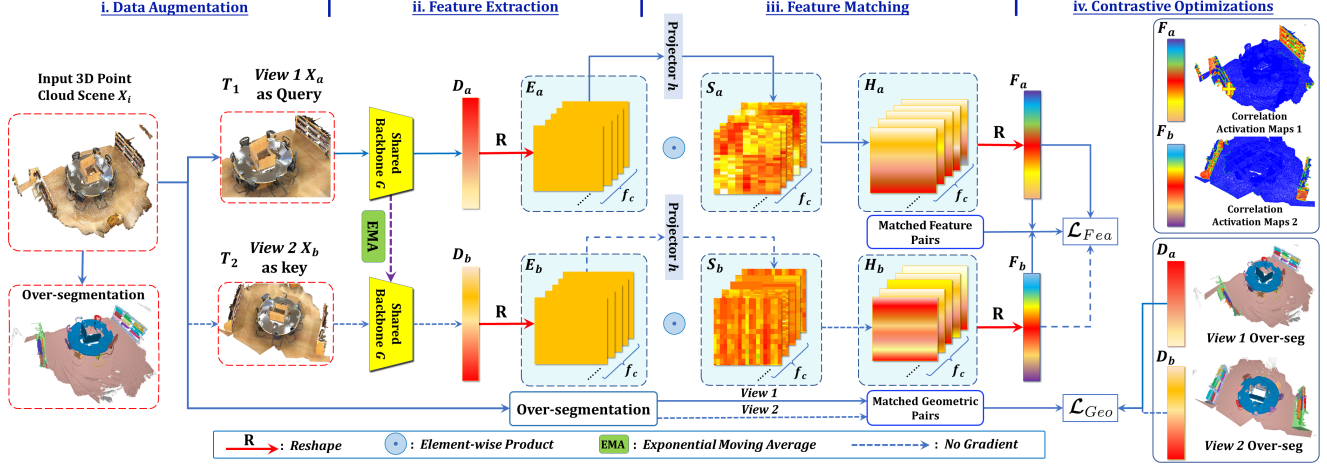 i. Data Augmentation
ii. Feature Extraction
iii. Feature Matching
iv. Contrastive Optimizations
Input 3D Point
Cloud Scene X_i
Over-segmentation
T_1
View 1 X_a
as Query
T_2
View 2 X_b
as key
Shared
Backbone G
EMA
Shared
Backbone G
D_a
R
E_a
f_c
D_b
R
E_b
f_c
Projector h
Projector h
S_a
S_b
H_a
f_c
R
F_a
Matched Feature
Pairs
H_b
f_c
R
F_b
Over-segmentation
View 1
View 2
Matched Geometric
Pairs
ℒ_Fea
ℒ_Geo
F_a
Correlation
Activation Maps 1
F_b
Correlation
Activation Maps 2
D_a
View 1 Over-seg
D_b
View 2 Over-seg
R : Reshape
: Element-wise Product
EMA : Exponential Moving Average
: No Gradient